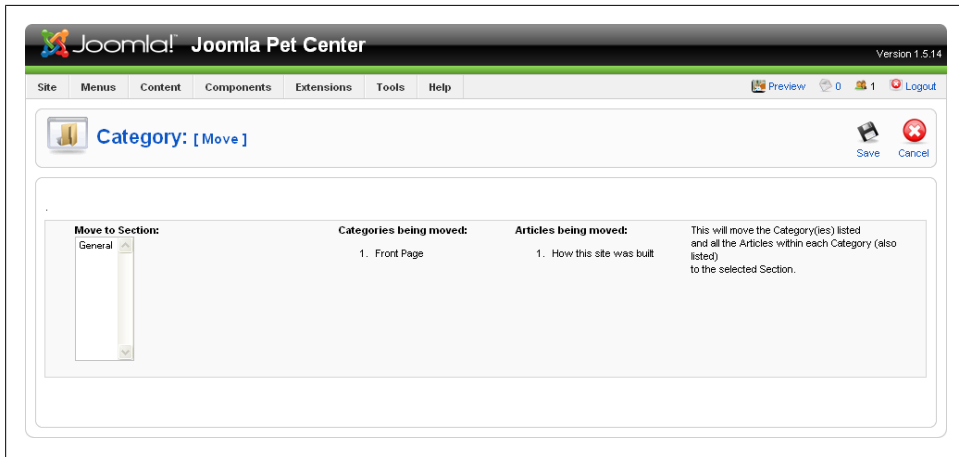 Joomla!™ Joomla Pet Center
Version 1.5.14
Site Menus Content Components Extensions Tools Help Preview 0 1 Logout
Category: [ Move ]
Save Cancel
.
Move to Section:
General
Categories being moved:
1. Front Page
Articles being moved:
1. How this site was built
This will move the Category(ies) listed
and all the Articles within each Category (also
listed)
to the selected Section.